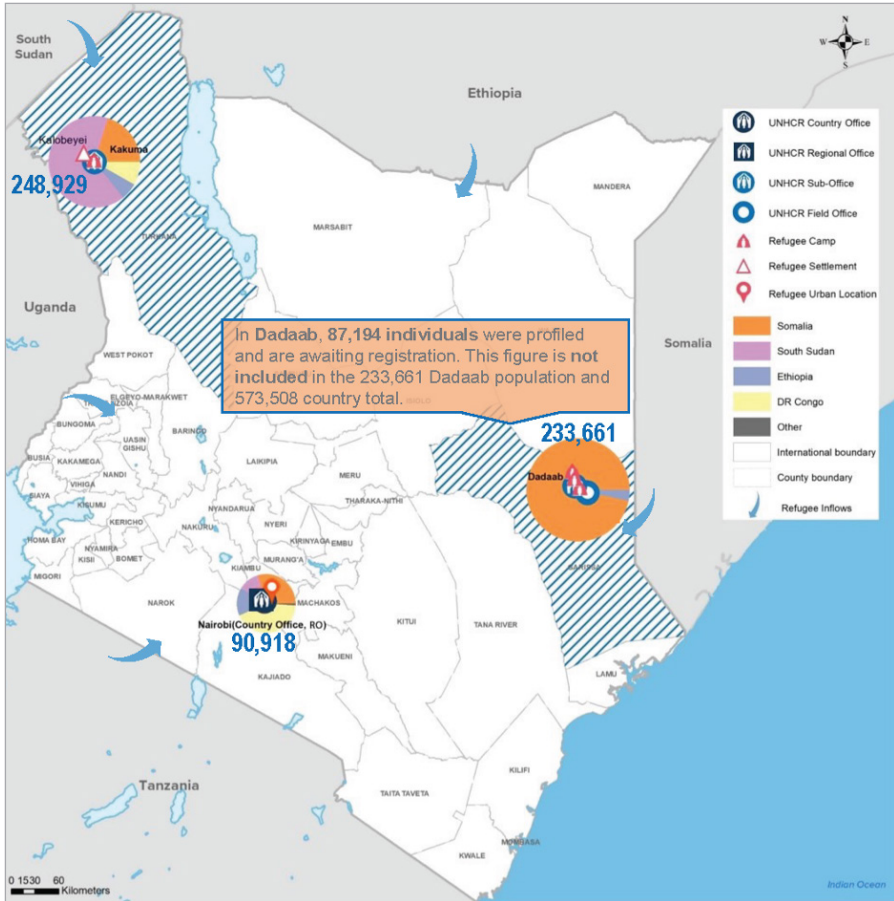 South
Sudan
N
W E
S
Ethiopia
Kalobeyei
Kakuma
248,929
MANDERA
MARSABIT
TURKANA
UNHCR Country Office
UNHCR Regional Office
UNHCR Sub-Office
UNHCR Field Office
Refugee Camp
Refugee Settlement
Refugee Urban Location
Somalia
South Sudan
Ethiopia
DR Congo
Other
International boundary
County boundary
Refugee Inflows
Uganda
Somalia
In Dadaab, 87,194 individuals were profiled
and are awaiting registration. This figure is not
included in the 233,661 Dadaab population and
573,508 country total.
WEST POKOT
ELGEYO-MARAKWET
BUNGOMA
UASIN
GISHU
BARINGO
BUSIA
KAKAMEGA
NANDI
VIHIGA
SIAYA
KISUMU
LAIKIPIA
MERU
THARAKA-NITHI
233,661
Dadaab
GARISSA
KERICHO
NYANDARUA
NAKURU
NYERI
KIRINYAGA
EMBU
HOMA BAY
NYAMIRA
KISII
BOMET
MURANG'A
KIAMBU
MIGORI
NAROK
MACHAKOS
Nairobi(Country Office, RO)
90,918
KITUI
TANA RIVER
MAKUENI
KAJIADO
LAMU
Tanzania
TAITA TAVETA
KILIFI
MOMBASA
KWALE
0 1530 60
Kilometers
Indian Ocean